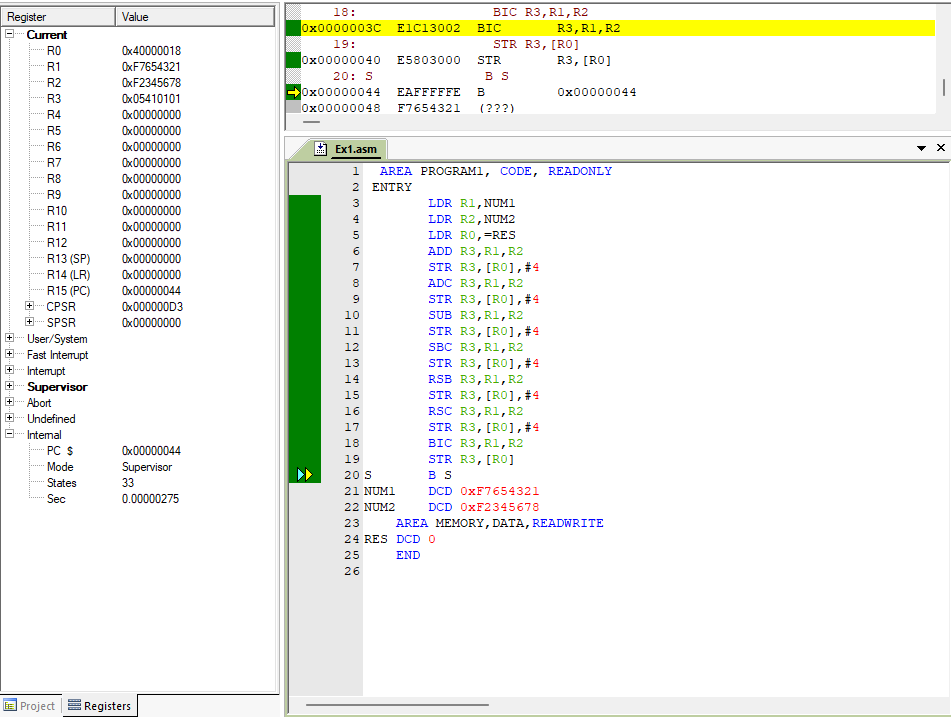 Register Value
Current
R0 0x40000018
R1 0xF7654321
R2 0xF2345678
R3 0x05410101
R4 0x00000000
R5 0x00000000
R6 0x00000000
R7 0x00000000
R8 0x00000000
R9 0x00000000
R10 0x00000000
R11 0x00000000
R12 0x00000000
R13 (SP) 0x00000000
R14 (LR) 0x00000000
R15 (PC) 0x00000044
CPSR 0x000000D3
SPSR 0x00000000
User/System
Fast Interrupt
Interrupt
Supervisor
Abort
Undefined
Internal
PC $ 0x00000044
Mode Supervisor
States 33
Sec 0.00000275
Project Registers
18: BIC R3,R1,R2
0x0000003C E1C13002 BIC R3,R1,R2
19: STR R3,[R0]
0x00000040 E5803000 STR R3,[R0]
20: S B S
0x00000044 EAFFFFFE B 0x00000044
0x00000048 F7654321 (???)
Ex1.asm
1 AREA PROGRAM1, CODE, READONLY
2 ENTRY
3 LDR R1,NUM1
4 LDR R2,NUM2
5 LDR R0,=RES
6 ADD R3,R1,R2
7 STR R3,[R0],#4
8 ADC R3,R1,R2
9 STR R3,[R0],#4
10 SUB R3,R1,R2
11 STR R3,[R0],#4
12 SBC R3,R1,R2
13 STR R3,[R0],#4
14 RSB R3,R1,R2
15 STR R3,[R0],#4
16 RSC R3,R1,R2
17 STR R3,[R0],#4
18 BIC R3,R1,R2
19 STR R3,[R0]
20 S B S
21 NUM1 DCD 0xF7654321
22 NUM2 DCD 0xF2345678
23 AREA MEMORY,DATA,READWRITE
24 RES DCD 0
25 END
26